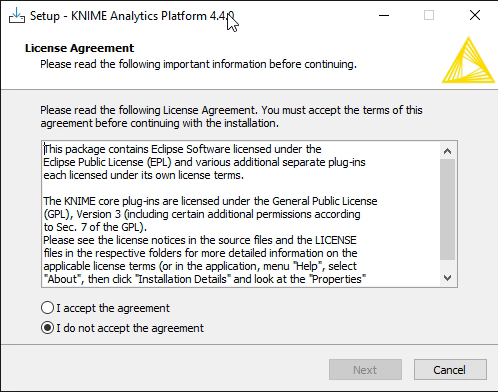 Setup - KNIME Analytics Platform 4.4.0
License Agreement
Please read the following important information before continuing.
Please read the following License Agreement. You must accept the terms of this
agreement before continuing with the installation.
This package contains Eclipse Software licensed under the
Eclipse Public License (EPL) and various additional separate plug-ins
each licensed under its own license terms.
The KNIME core plug-ins are licensed under the General Public License
(GPL), Version 3 (including certain additional permissions according
to Sec. 7 of the GPL).
Please see the license notices in the source files and the LICENSE
files in the respective folders for more detailed information on the
applicable license terms (or in the application, menu "Help", select
"About", then click "Installation Details" and look at the "Properties"
I accept the agreement
I do not accept the agreement
Next
Cancel